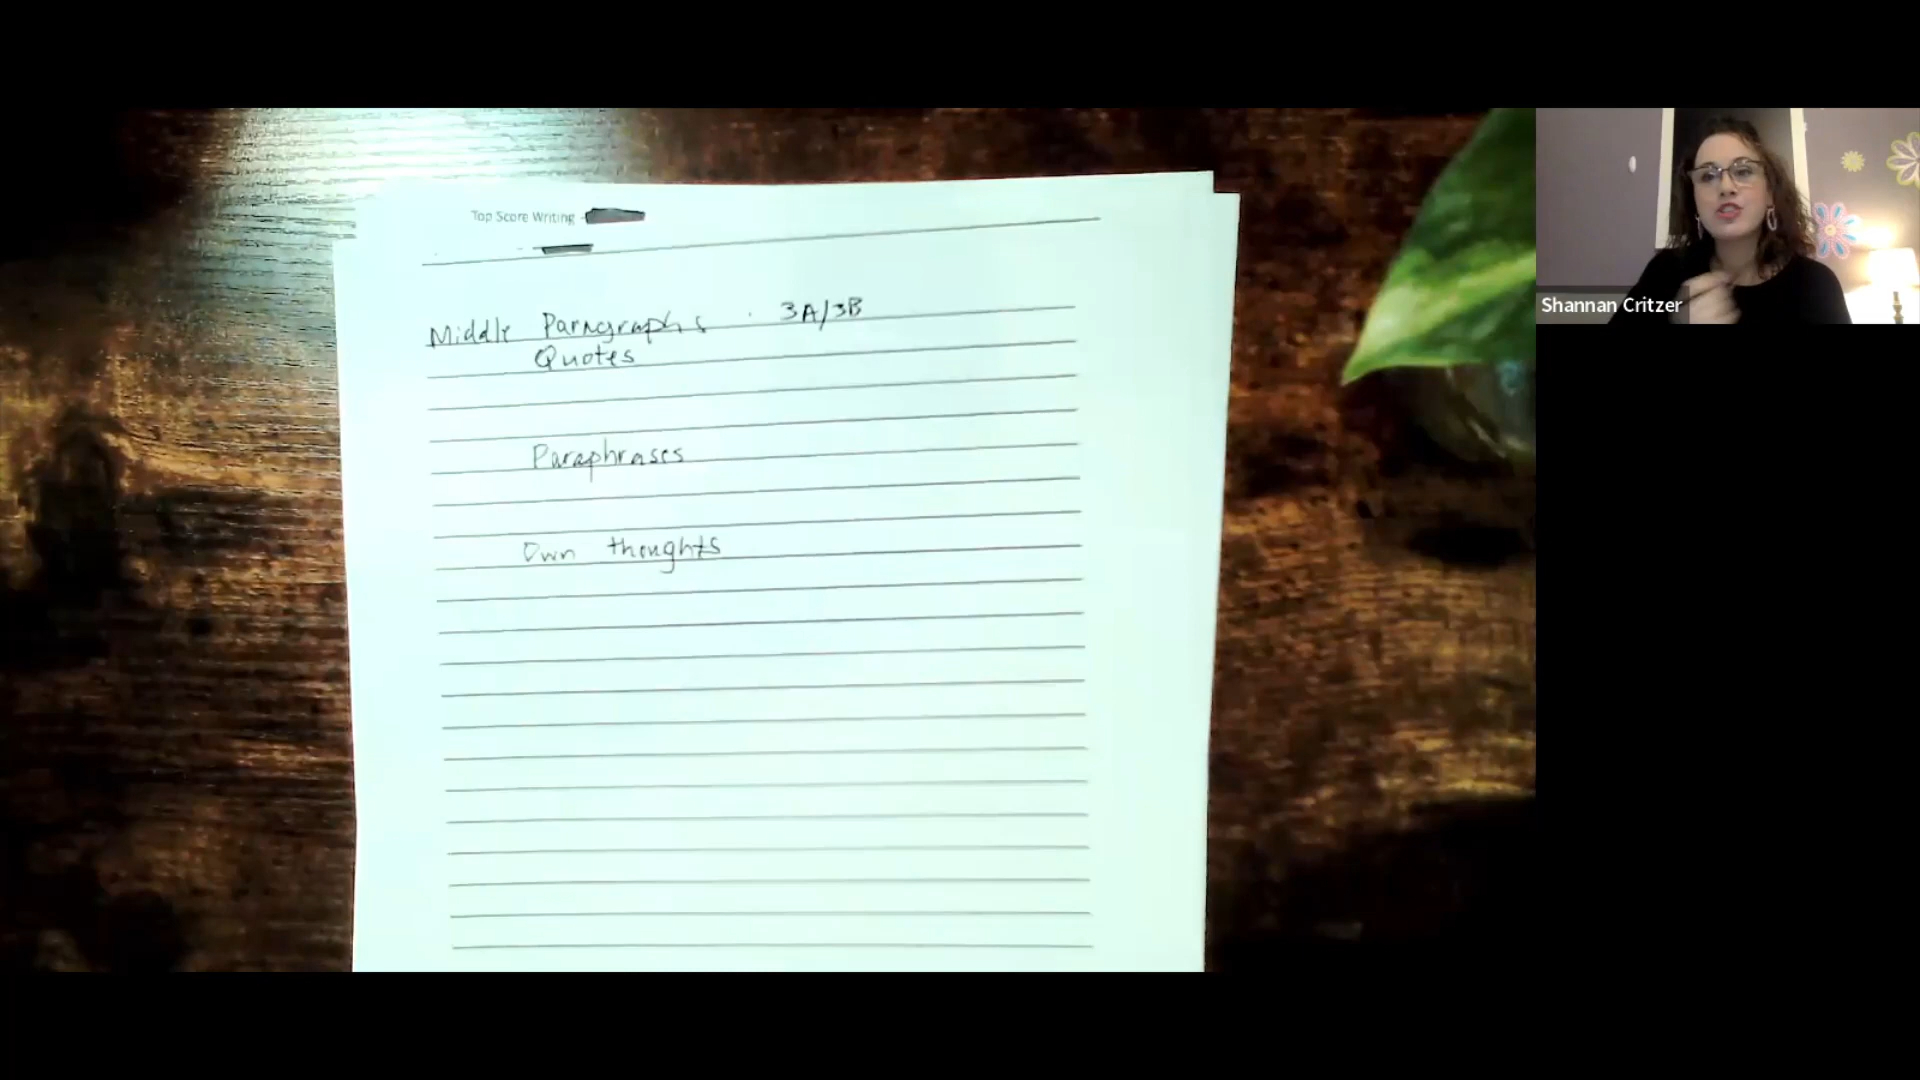 Top Score Writing -
Middle Paragraphs . 3A/3B
Quotes
Paraphrases
Own thoughts
Shannan Critzer